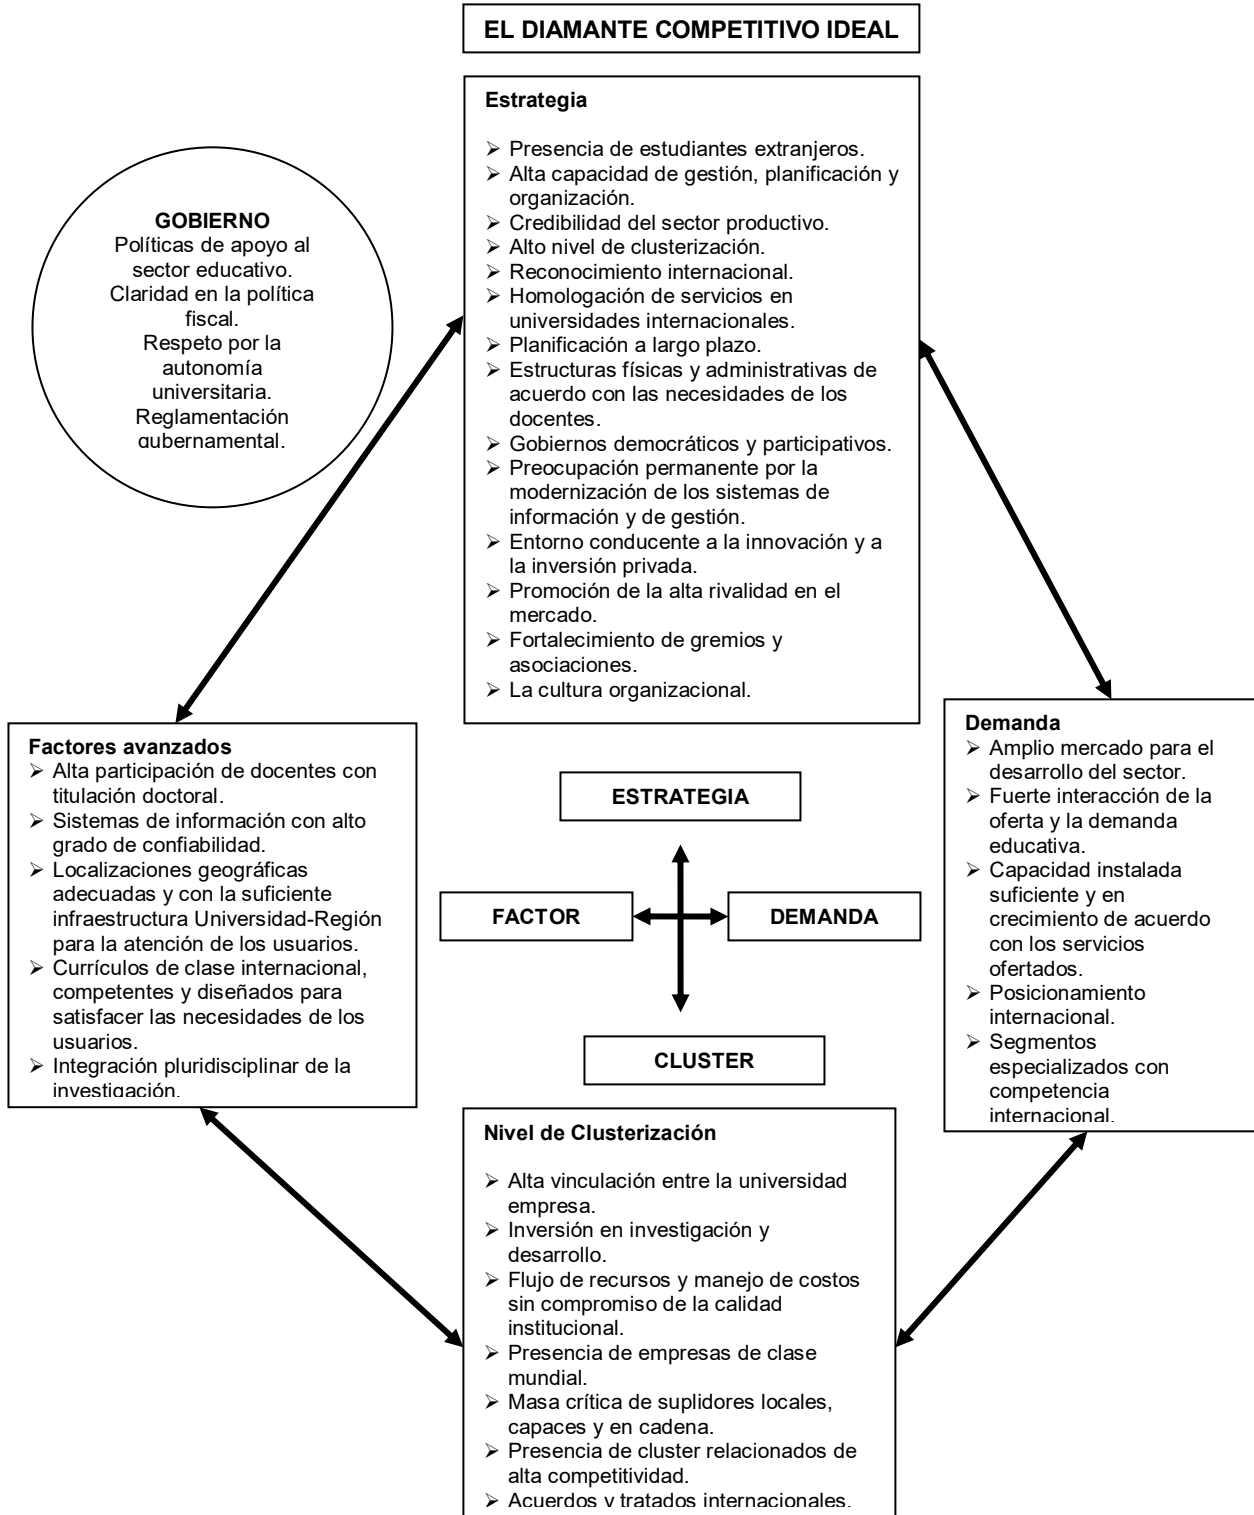 EL DIAMANTE COMPETITIVO IDEAL
Estrategia
➢ Presencia de estudiantes extranjeros.
➢ Alta capacidad de gestión, planificación y
organización.
➢ Credibilidad del sector productivo.
➢ Alto nivel de clusterización.
➢ Reconocimiento internacional.
➢ Homologación de servicios en
universidades internacionales.
➢ Planificación a largo plazo.
➢ Estructuras físicas y administrativas de
acuerdo con las necesidades de los
docentes.
➢ Gobiernos democráticos y participativos.
➢ Preocupación permanente por la
modernización de los sistemas de
información y de gestión.
➢ Entorno conducente a la innovación y a
la inversión privada.
➢ Promoción de la alta rivalidad en el
mercado.
➢ Fortalecimiento de gremios y
asociaciones.
➢ La cultura organizacional.
GOBIERNO
Políticas de apoyo al
sector educativo.
Claridad en la política
fiscal.
Respeto por la
autonomía
universitaria.
Reglamentación
gubernamental.
Factores avanzados
➢ Alta participación de docentes con
titulación doctoral.
➢ Sistemas de información con alto
grado de confiabilidad.
➢ Localizaciones geográficas
adecuadas y con la suficiente
infraestructura Universidad-Región
para la atención de los usuarios.
➢ Currículos de clase internacional,
competentes y diseñados para
satisfacer las necesidades de los
usuarios.
➢ Integración pluridisciplinar de la
investigación.
ESTRATEGIA
FACTOR
DEMANDA
CLUSTER
Demanda
➢ Amplio mercado para el
desarrollo del sector.
➢ Fuerte interacción de la
oferta y la demanda
educativa.
➢ Capacidad instalada
suficiente y en
crecimiento de acuerdo
con los servicios
ofertados.
➢ Posicionamiento
internacional.
➢ Segmentos
especializados con
competencia
internacional.
Nivel de Clusterización
➢ Alta vinculación entre la universidad
empresa.
➢ Inversión en investigación y
desarrollo.
➢ Flujo de recursos y manejo de costos
sin compromiso de la calidad
institucional.
➢ Presencia de empresas de clase
mundial.
➢ Masa crítica de suplidores locales,
capaces y en cadena.
➢ Presencia de cluster relacionados de
alta competitividad.
➢ Acuerdos y tratados internacionales.